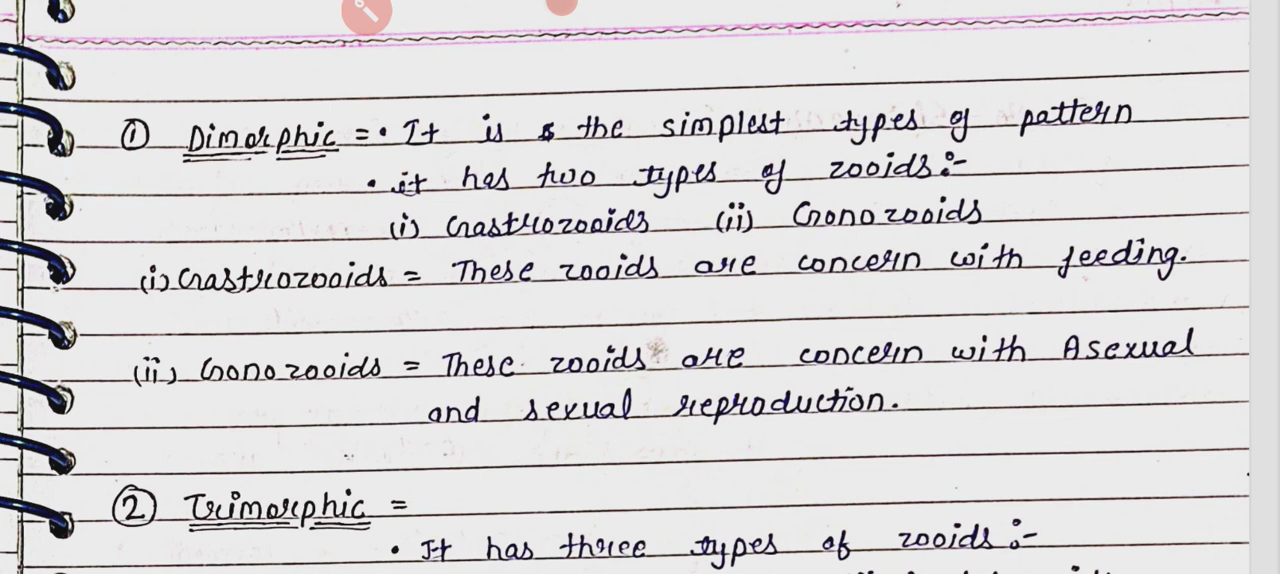 ① Dimorphic = • It is the simplest types of pattern
• it has two types of zooids :-
(i) Gastrozooids (ii) Gonozooids
(i) Gastrozooids = These zooids are concern with feeding.
(ii) Gonozooids = These zooids are concern with Asexual
and sexual reproduction.
② Trimorphic =
• It has three types of zooids :-